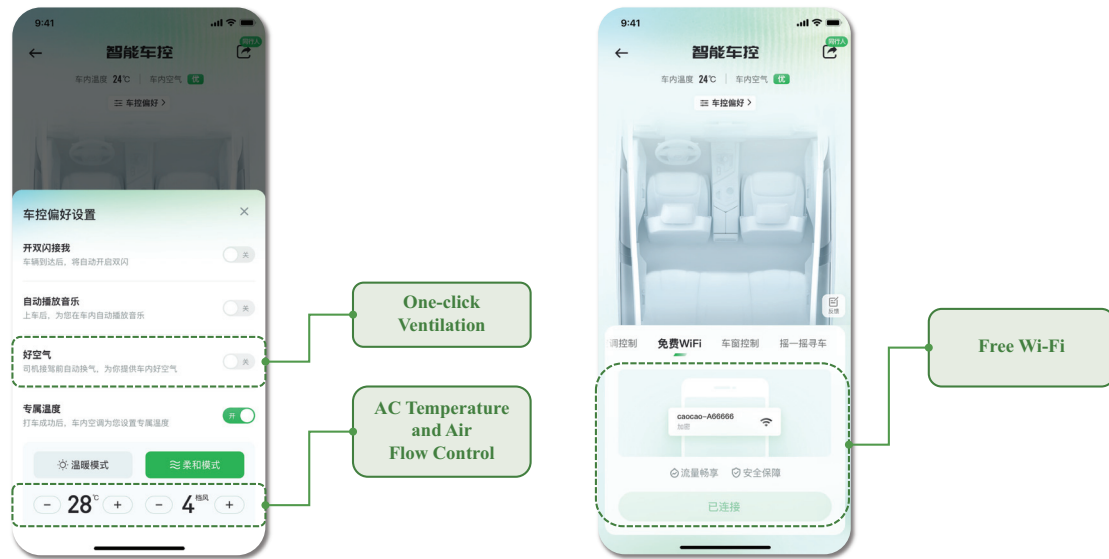 9:41
智能车控
同行人
车内温度 24℃ 车内空气 优
车控偏好 >
车控偏好设置
开双闪接我
车辆到达后，将自动开启双闪
关
自动播放音乐
上车后，为您在车内自动播放音乐
关
好空气
司机接驾前自动换气，为你提供车内好空气
关
专属温度
打车成功后，车内空调为您设置专属温度
开
温暖模式
柔和模式
- 28℃ +
- 4档风 +
One-click
Ventilation
AC Temperature
and Air
Flow Control
9:41
智能车控
同行人
车内温度 24℃ 车内空气 优
车控偏好 >
反馈
调控制 免费WiFi 车窗控制 摇一摇寻车
caocao-A66666
加密
流量畅享 安全保障
已连接
Free Wi-Fi